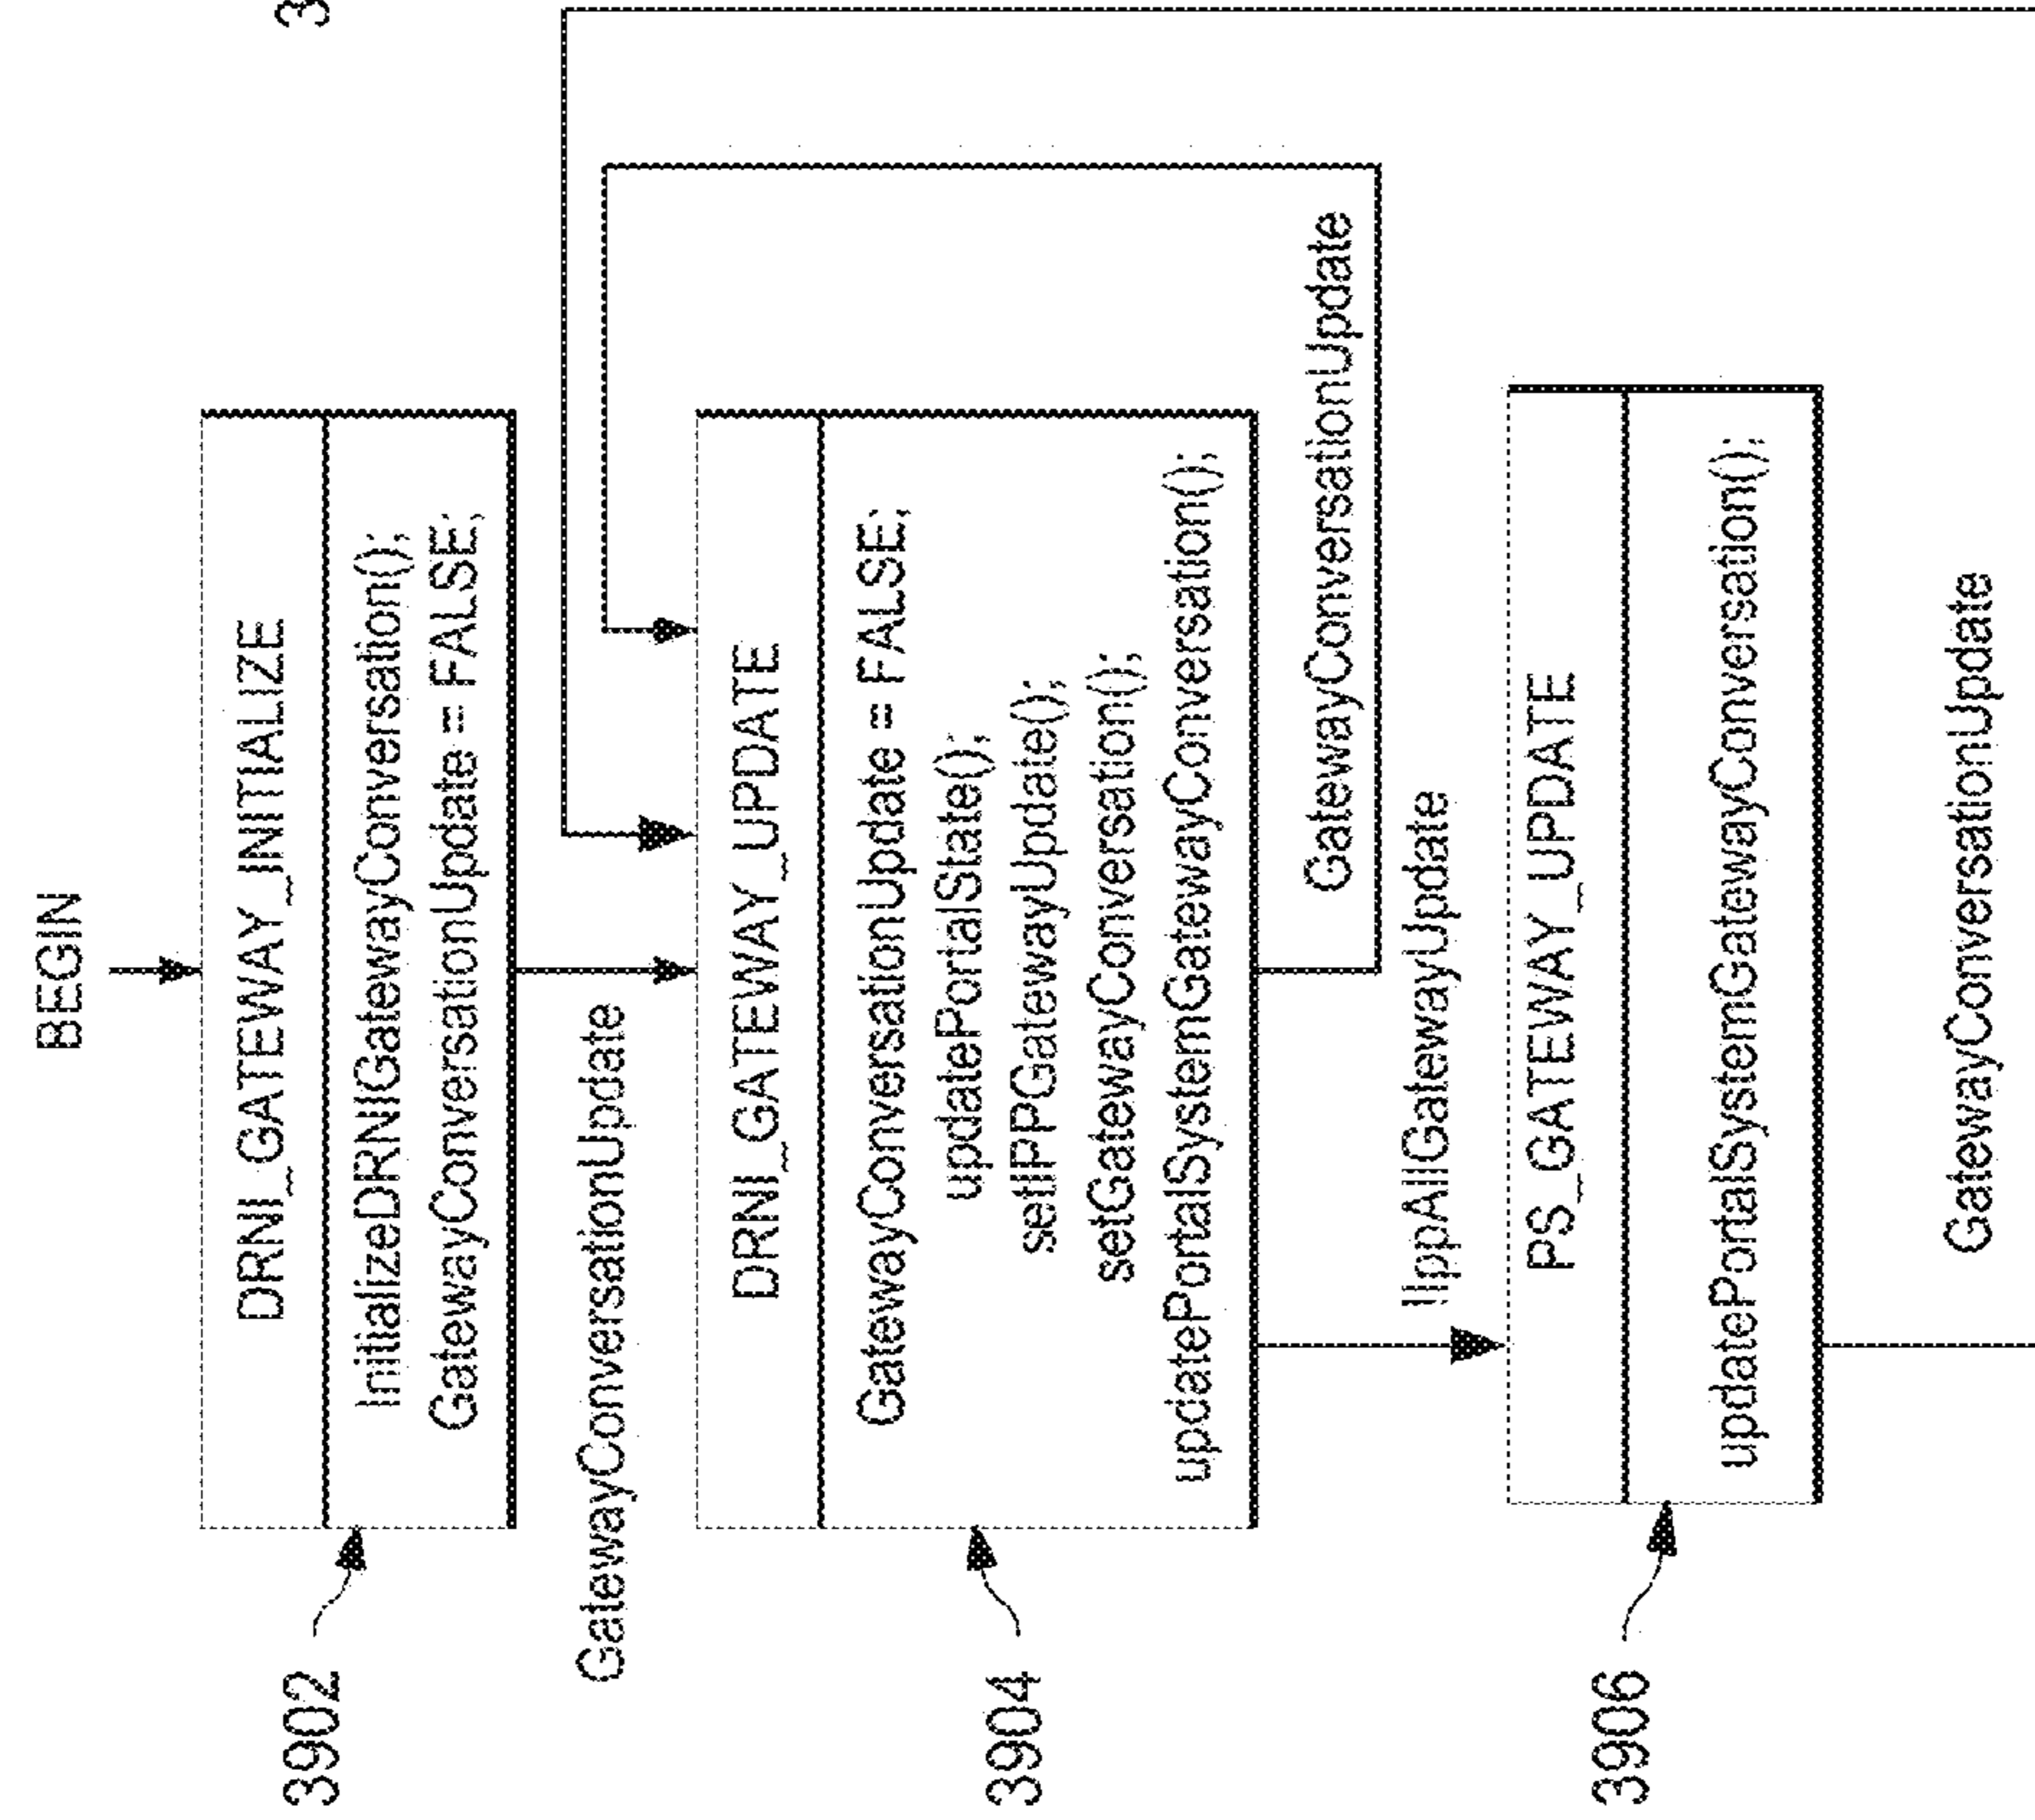 BEGIN
3
3902
DRNI_GATEWAY_INITIALIZE
InitializeDRNIGatewayConversation();
GatewayConversationUpdate = FALSE;
GatewayConversationUpdate
3904
DRNI_GATEWAY_UPDATE
GatewayConversationUpdate = FALSE;
updatePortalState();
setIPPGatewayUpdate();
setGatewayConversation();
updatePortalSystemGatewayConversation();
GatewayConversationUpdate
IppAllGatewayUpdate
3906
PS_GATEWAY_UPDATE
updatePortalSystemGatewayConversation();
GatewayConversationUpdate